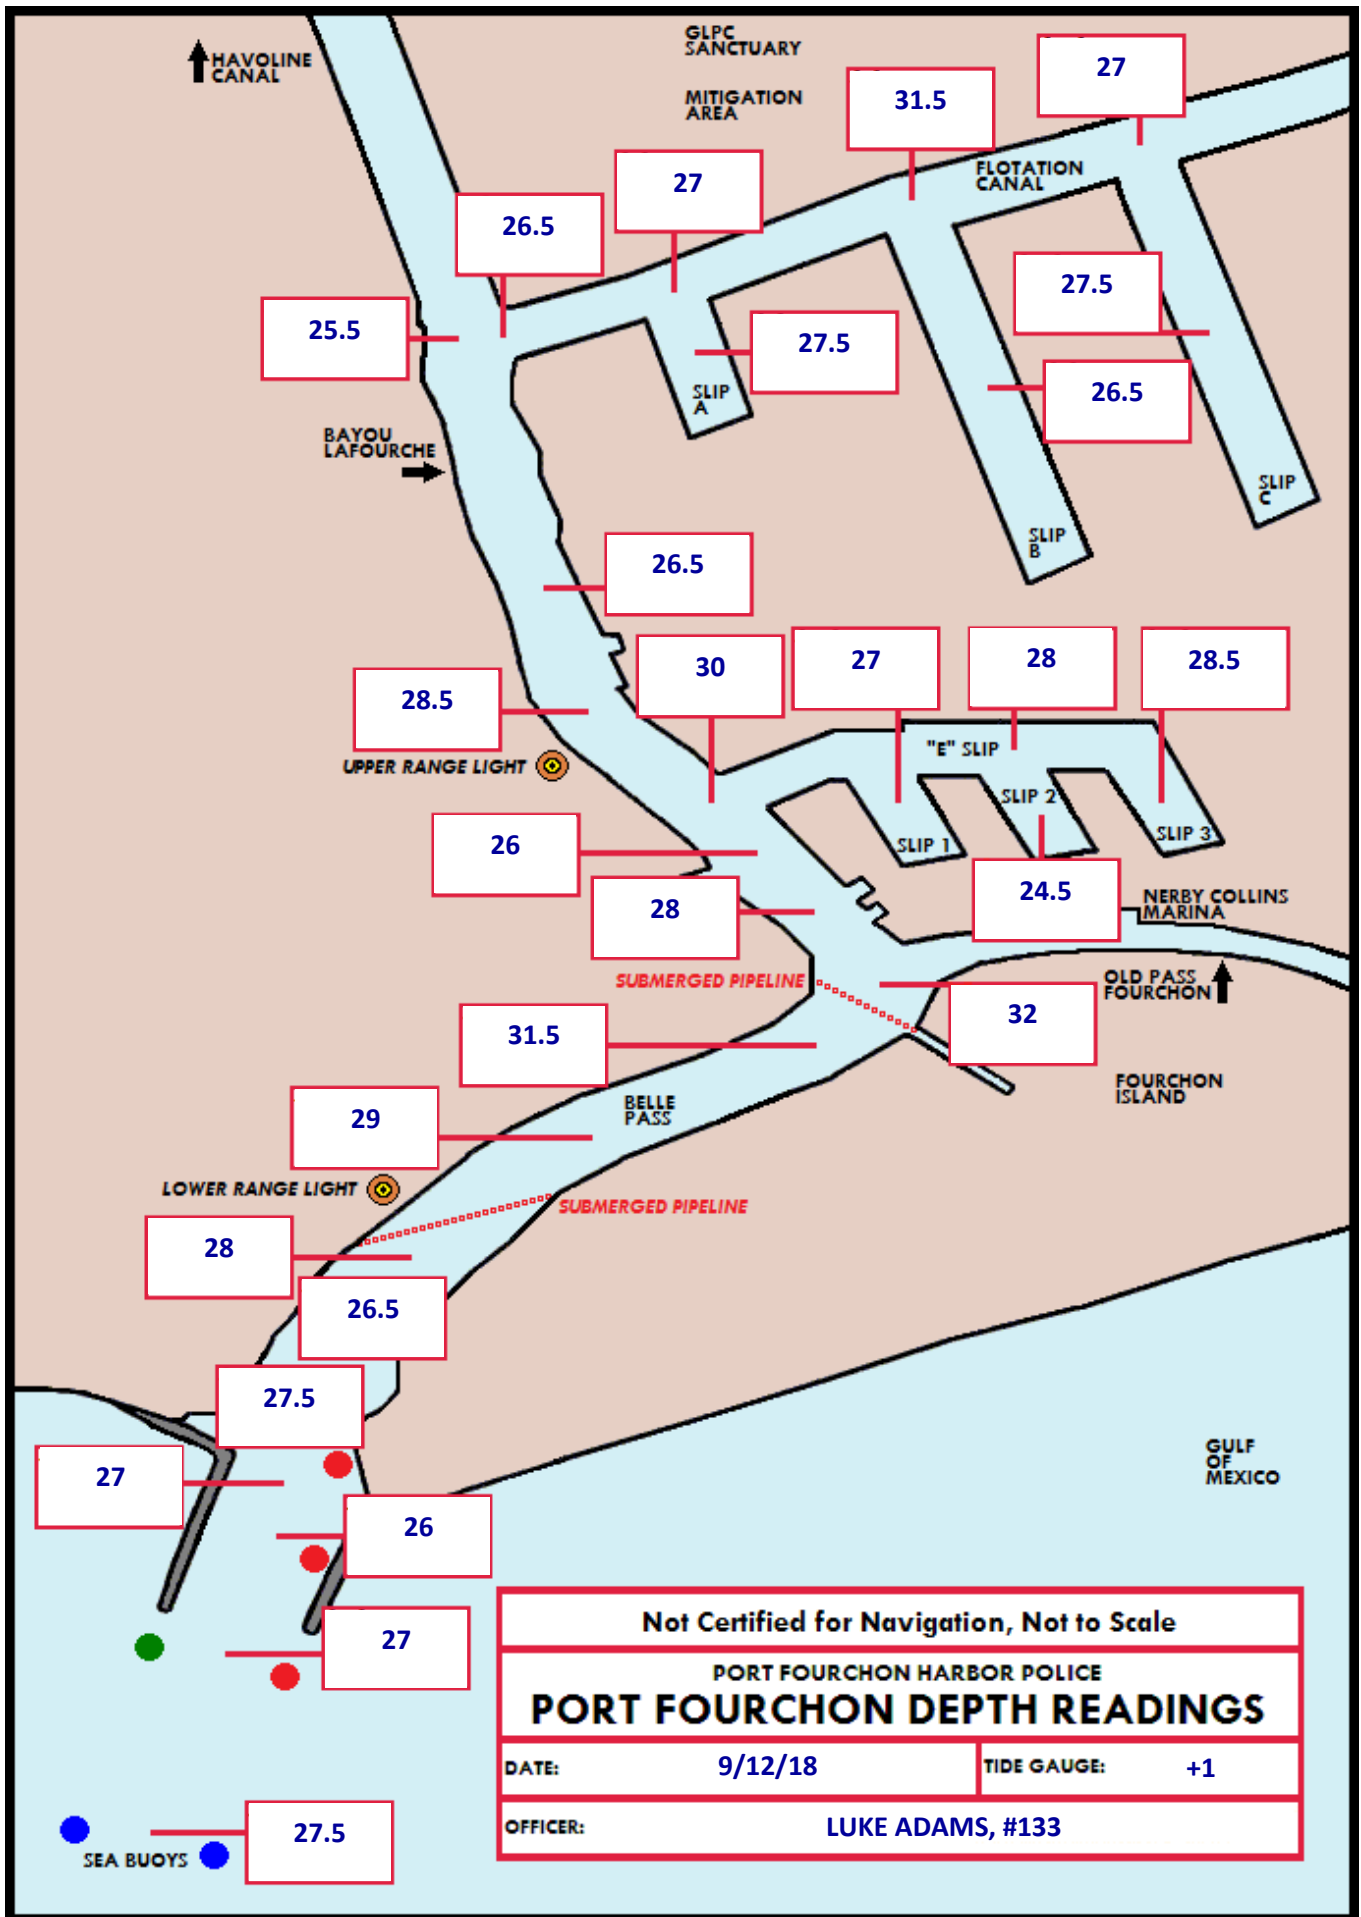 HAVOLINE
CANAL
GLPC
SANCTUARY
MITIGATION
AREA
27
31.5
27
FLOTATION
CANAL
26.5
27.5
25.5
27.5
26.5
SLIP
A
BAYOU
LAFOURCHE
SLIP
C
SLIP
B
26.5
30
27
28
28.5
28.5
"E" SLIP
UPPER RANGE LIGHT
SLIP 2
SLIP 1
SLIP 3
26
24.5
28
NERBY COLLINS
MARINA
SUBMERGED PIPELINE
OLD PASS
FOURCHON
32
31.5
FOURCHON
ISLAND
BELLE
PASS
29
LOWER RANGE LIGHT
SUBMERGED PIPELINE
28
26.5
27.5
GULF
OF
MEXICO
27
26
27
Not Certified for Navigation, Not to Scale
PORT FOURCHON HARBOR POLICE
PORT FOURCHON DEPTH READINGS
DATE: 9/12/18 TIDE GAUGE: +1
OFFICER: LUKE ADAMS, #133
27.5
SEA BUOYS